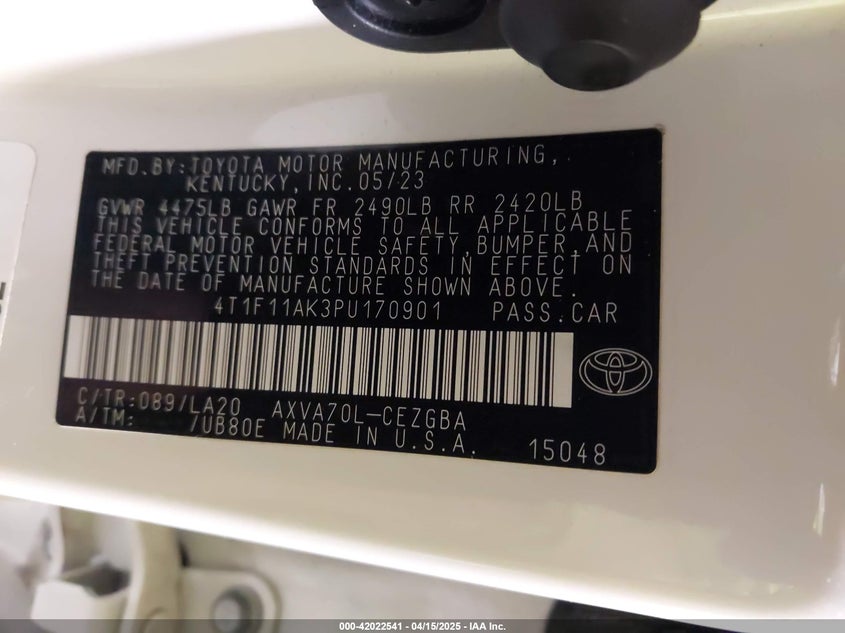 MFD.BY:TOYOTA MOTOR MANUFACTURING,
KENTUCKY,INC.05/23
GVWR 4475LB GAWR FR 2490LB RR 2420LB
THIS VEHICLE CONFORMS TO ALL APPLICABLE
FEDERAL MOTOR VEHICLE SAFETY,BUMPER,AND
THEFT PREVENTION STANDARDS IN EFFECT ON
THE DATE OF MANUFACTURE SHOWN ABOVE.
4T1F11AK3PU170901 PASS.CAR
C/TR:089/LA20 AXVA70L-CEZGBA
A/TM: /UB80E MADE IN U.S.A. 15048
000-42022541 - 04/15/2025 - IAA Inc.